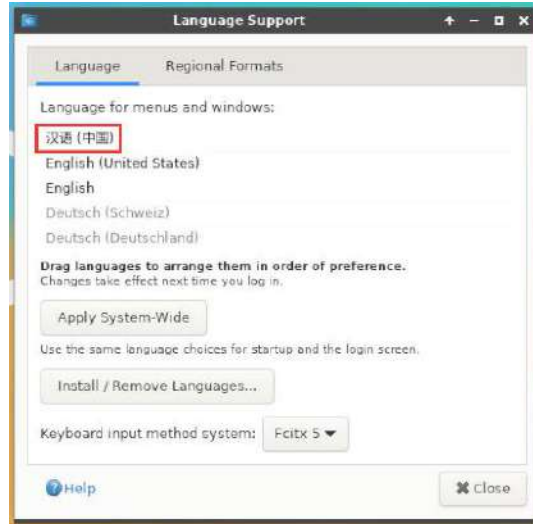 Language Support
Language Regional Formats
Language for menus and windows:
汉语 (中国)
English (United States)
English
Deutsch (Schweiz)
Deutsch (Deutschland)
Drag languages to arrange them in order of preference.
Changes take effect next time you log in.
Apply System-Wide
Use the same language choices for startup and the login screen.
Install / Remove Languages...
Keyboard input method system: Fcitx 5
Help
Close